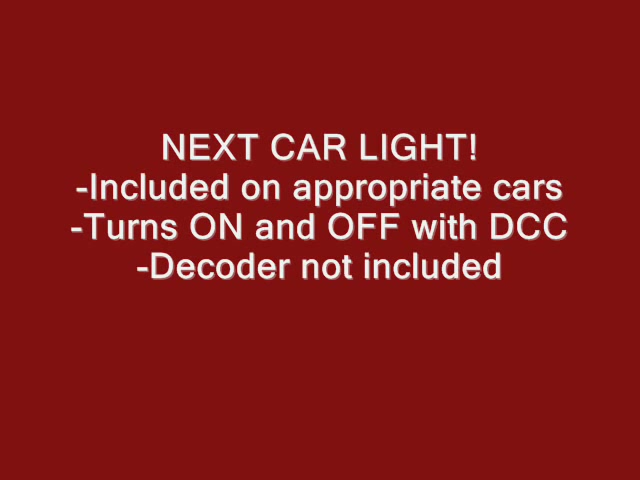 NEXT CAR LIGHT!
-Included on appropriate cars
-Turns ON and OFF with DCC
-Decoder not included